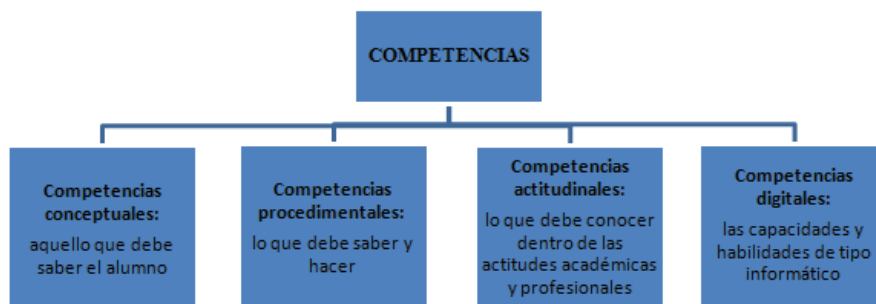 COMPETENCIAS
Competencias
conceptuales:
aquello que debe
saber el alumno
Competencias
procedimentales:
lo que debe saber y
hacer
Competencias
actitudinales:
lo que debe conocer
dentro de las
actitudes académicas
y profesionales
Competencias
digitales:
las capacidades y
habilidades de tipo
informático